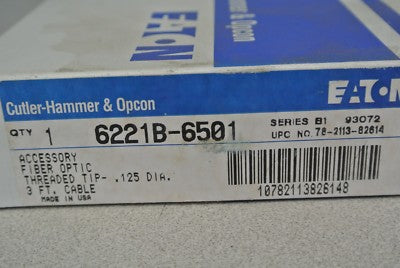 EATON
Cutler-Hammer & Opcon
EATON
QTY 1 6221B-6501
SERIES B1 93072
UPC NO. 78-2113-82614
ACCESSORY
FIBER OPTIC
THREADED TIP- .125 DIA.
3 FT. CABLE
MADE IN USA
10782113826148